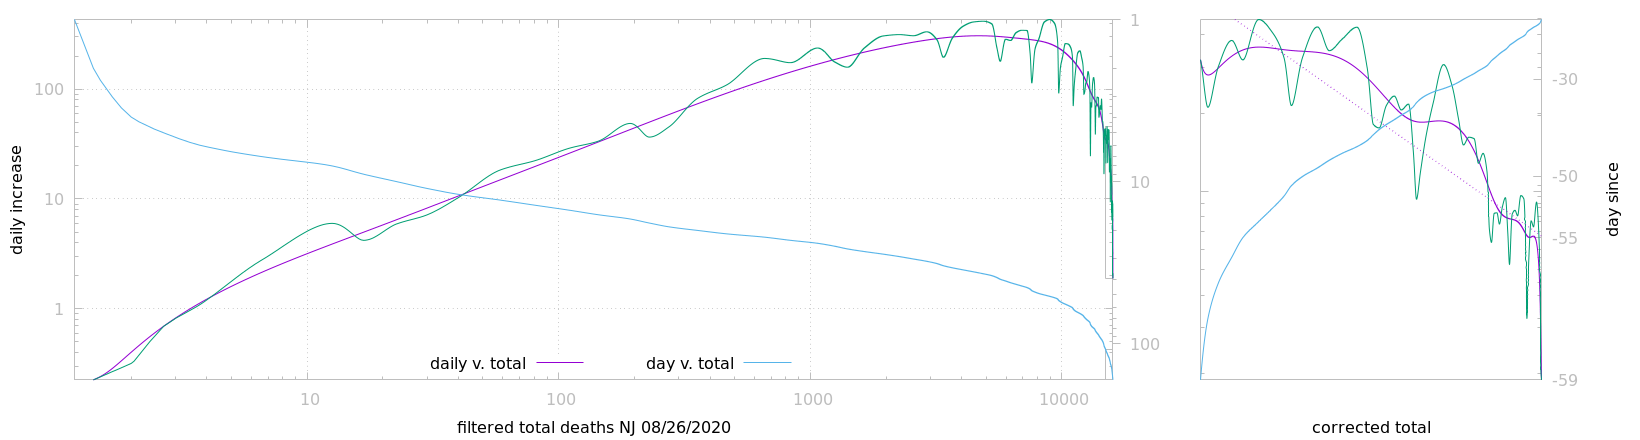 daily increase
100
10
1
10
100
1000
10000
1
10
100
daily v. total
day v. total
filtered total deaths NJ 08/26/2020
-30
-50
-55
-59
day since
corrected total